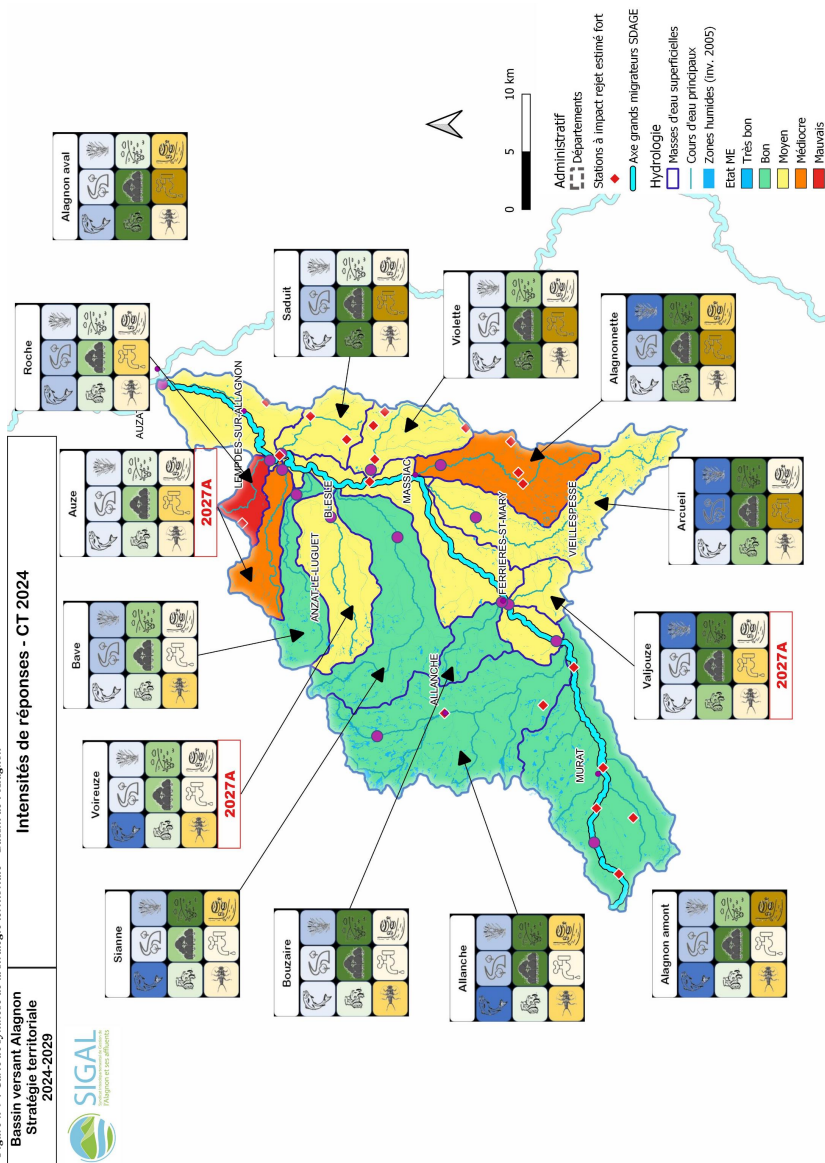 Bassin versant Alagnon
Stratégie territoriale
2024-2029
Intensités de réponses - CT 2024
SIGAL
l'Alagnon et ses affluents
Sianne
Voireuze
2027A
Bave
Auze
2027A
Roche
Alagnon aval
Bouzaire
Allanche
Alagnon amont
Saduit
Violette
Alagnonnette
Arcueil
Valjouze
2027A
AUZAT
LEMPDES-SUR-ALLAGNON
BLESLE
ANZAT-LE-LUGUET
MASSIAC
ALLANCHE
FERRIERES-ST-MARY
VIEILLESPESSE
MURAT
0 5 10 km
Administratif
Départements
Stations à impact rejet estimé fort
Axe grands migrateurs SDAGE
Hydrologie
Masses d'eau superficielles
Cours d'eau principaux
Zones humides (inv. 2005)
Etat ME
Très bon
Bon
Moyen
Médiocre
Mauvais